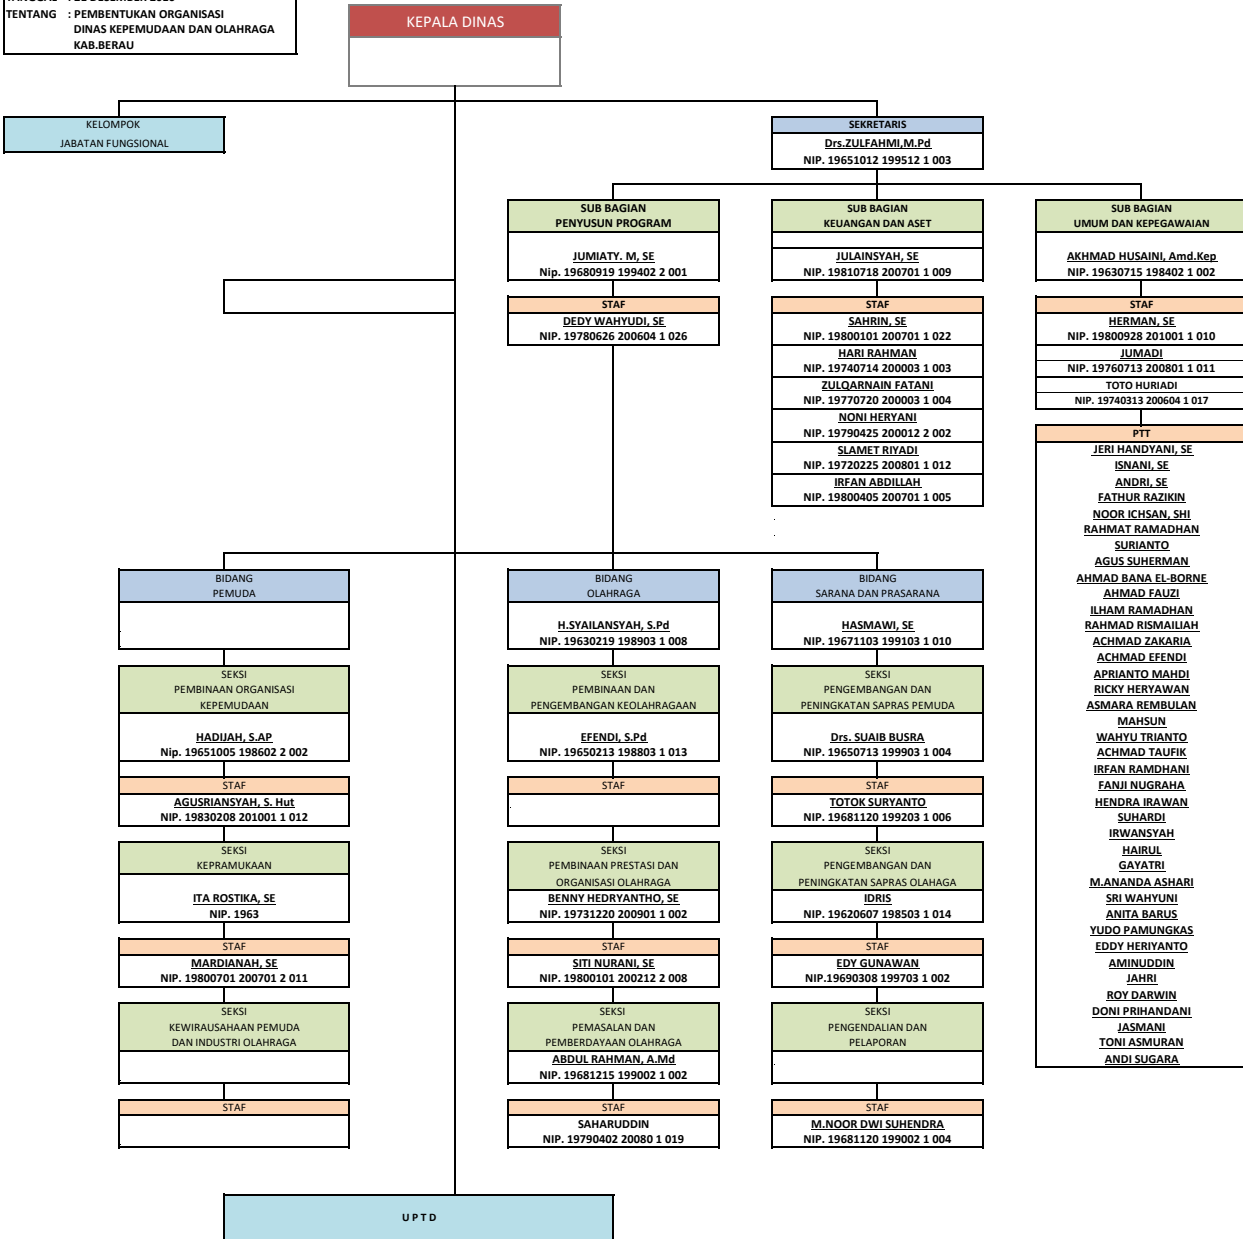 TENTANG : PEMBENTUKAN ORGANISASI
DINAS KEPEMUDAAN DAN OLAHRAGA
KAB.BERAU
KEPALA DINAS
KELOMPOK
JABATAN FUNGSIONAL
SEKRETARIS
Drs.ZULFAHMI,M.Pd
NIP. 19651012 199512 1 003
SUB BAGIAN
PENYUSUN PROGRAM
JUMIATY. M, SE
Nip. 19680919 199402 2 001
STAF
DEDY WAHYUDI, SE
NIP. 19780626 200604 1 026
SUB BAGIAN
KEUANGAN DAN ASET
JULAINSYAH, SE
NIP. 19810718 200701 1 009
STAF
SAHRIN, SE
NIP. 19800101 200701 1 022
HARI RAHMAN
NIP. 19740714 200003 1 003
ZULQARNAIN FATANI
NIP. 19770720 200003 1 004
NONI HERYANI
NIP. 19790425 200012 2 002
SLAMET RIYADI
NIP. 19720225 200801 1 012
IRFAN ABDILLAH
NIP. 19800405 200701 1 005
SUB BAGIAN
UMUM DAN KEPEGAWAIAN
AKHMAD HUSAINI, Amd.Kep
NIP. 19630715 198402 1 002
STAF
HERMAN, SE
NIP. 19800928 201001 1 010
JUMADI
NIP. 19760713 200801 1 011
TOTO HURIADI
NIP. 19740313 200604 1 017
PTT
JERI HANDYANI, SE
ISNANI, SE
ANDRI, SE
FATHUR RAZIKIN
NOOR ICHSAN, SHI
RAHMAT RAMADHAN
SURIANTO
AGUS SUHERMAN
AHMAD BANA EL-BORNE
AHMAD FAUZI
ILHAM RAMADHAN
RAHMAD RISMAILIAH
ACHMAD ZAKARIA
ACHMAD EFENDI
APRIANTO MAHDI
RICKY HERYAWAN
ASMARA REMBULAN
MAHSUN
WAHYU TRIANTO
ACHMAD TAUFIK
IRFAN RAMDHANI
FANJI NUGRAHA
HENDRA IRAWAN
SUHARDI
IRWANSYAH
HAIRUL
GAYATRI
M.ANANDA ASHARI
SRI WAHYUNI
ANITA BARUS
YUDO PAMUNGKAS
EDDY HERIYANTO
AMINUDDIN
JAHRI
ROY DARWIN
DONI PRIHANDANI
JASMANI
TONI ASMURAN
ANDI SUGARA
BIDANG
PEMUDA
SEKSI
PEMBINAAN ORGANISASI
KEPEMUDAAN
HADIJAH, S.AP
Nip. 19651005 198602 2 002
STAF
AGUSRIANSYAH, S. Hut
NIP. 19830208 201001 1 012
SEKSI
KEPRAMUKAAN
ITA ROSTIKA, SE
NIP. 1963
STAF
MARDIANAH, SE
NIP. 19800701 200701 2 011
SEKSI
KEWIRAUSAHAAN PEMUDA
DAN INDUSTRI OLAHRAGA
STAF
BIDANG
OLAHRAGA
H.SYAILANSYAH, S.Pd
NIP. 19630219 198903 1 008
SEKSI
PEMBINAAN DAN
PENGEMBANGAN KEOLAHRAGAAN
EFENDI, S.Pd
NIP. 19650213 198803 1 013
STAF
SEKSI
PEMBINAAN PRESTASI DAN
ORGANISASI OLAHRAGA
BENNY HEDRYANTHO, SE
NIP. 19731220 200901 1 002
STAF
SITI NURANI, SE
NIP. 19800101 200212 2 008
SEKSI
PEMASALAN DAN
PEMBERDAYAAN OLAHRAGA
ABDUL RAHMAN, A.Md
NIP. 19681215 199002 1 002
STAF
SAHARUDDIN
NIP. 19790402 20080 1 019
BIDANG
SARANA DAN PRASARANA
HASMAWI, SE
NIP. 19671103 199103 1 010
SEKSI
PENGEMBANGAN DAN
PENINGKATAN SAPRAS PEMUDA
Drs. SUAIB BUSRA
NIP. 19650713 199903 1 004
STAF
TOTOK SURYANTO
NIP. 19681120 199203 1 006
SEKSI
PENGEMBANGAN DAN
PENINGKATAN SAPRAS OLAHAGA
IDRIS
NIP. 19620607 198503 1 014
STAF
EDY GUNAWAN
NIP.19690308 199703 1 002
SEKSI
PENGENDALIAN DAN
PELAPORAN
STAF
M.NOOR DWI SUHENDRA
NIP. 19681120 199002 1 004
UPTD